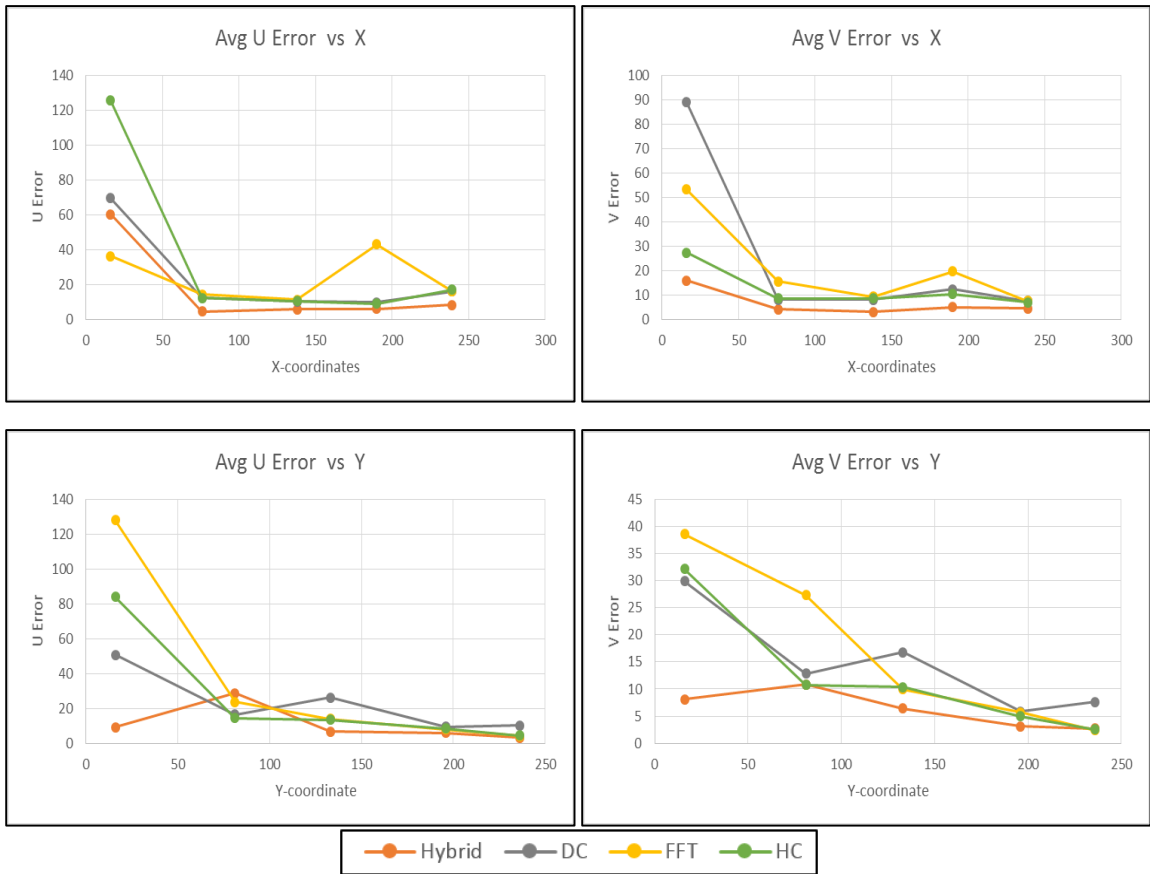 Avg U Error vs X
140
120
100
80
60
40
20
0
U Error
0 50 100 150 200 250 300
X-coordinates
Avg V Error vs X
100
90
80
70
60
50
40
30
20
10
0
V Error
0 50 100 150 200 250 300
X-coordinates
Avg U Error vs Y
140
120
100
80
60
40
20
0
U Error
0 50 100 150 200 250
Y-coordinate
Avg V Error vs Y
45
40
35
30
25
20
15
10
5
0
V Error
0 50 100 150 200 250
Y-coordinate
Hybrid DC FFT HC